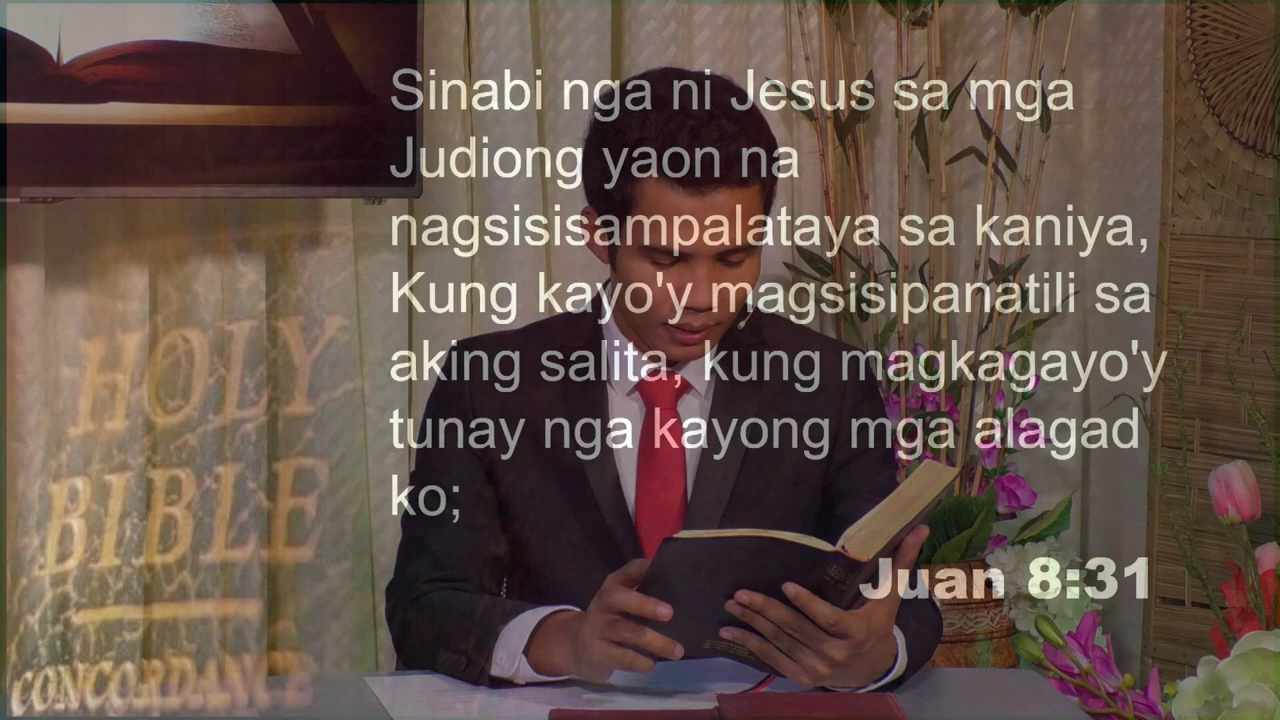 Sinabi nga ni Jesus sa mga
Judiong yaon na
nagsisisampalataya sa kaniya,
Kung kayo'y magsisipanatili sa
aking salita, kung magkagayo'y
tunay nga kayong mga alagad
ko;
Juan 8:31
HOLY
BIBLE
CONCORDANCE